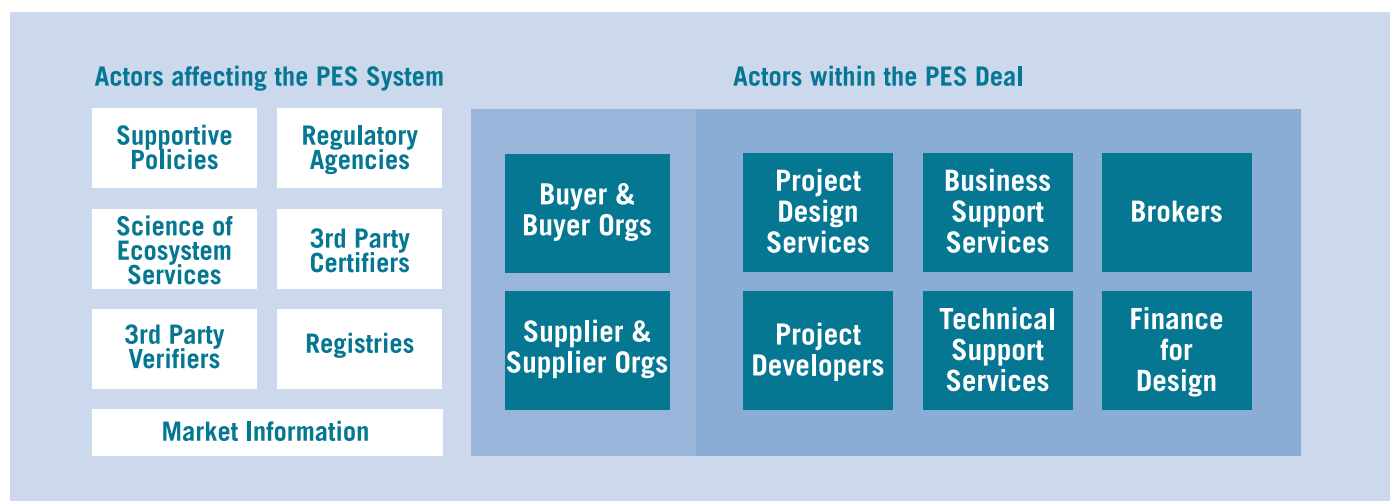 Actors affecting the PES System
Supportive
Policies
Regulatory
Agencies
Science of
Ecosystem
Services
3rd Party
Certifiers
3rd Party
Verifiers
Registries
Market Information
Actors within the PES Deal
Buyer &
Buyer Orgs
Supplier &
Supplier Orgs
Project
Design
Services
Business
Support
Services
Brokers
Project
Developers
Technical
Support
Services
Finance
for
Design